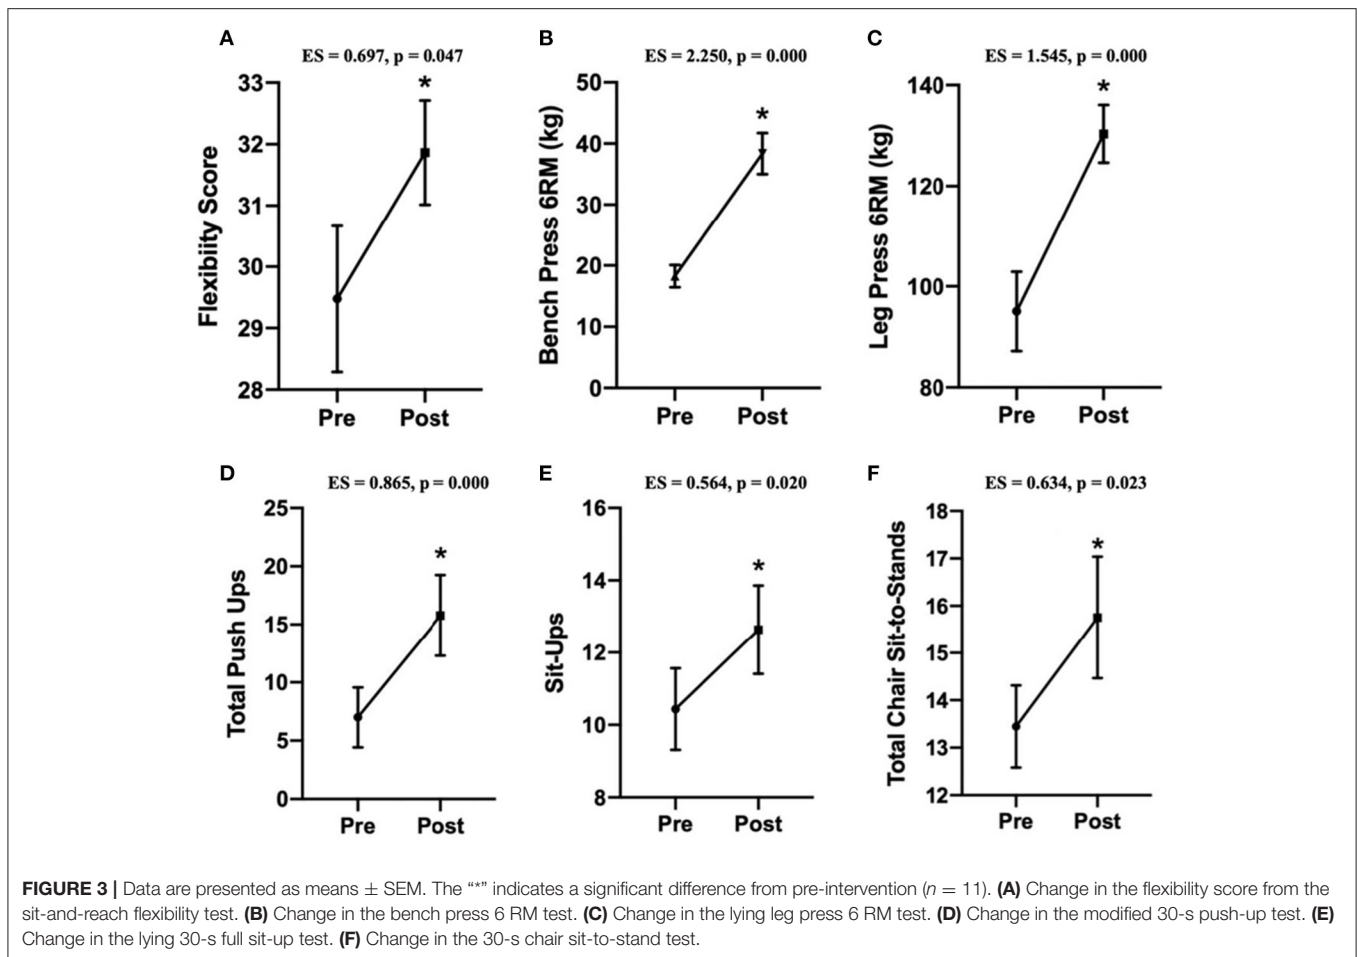 A
ES = 0.697, p = 0.047
33
32
31
30
29
28
Flexibiity Score
*
Pre
Post
B
ES = 2.250, p = 0.000
50
40
30
20
10
0
Bench Press 6RM (kg)
*
Pre
Post
C
ES = 1.545, p = 0.000
140
120
100
80
Leg Press 6RM (kg)
*
Pre
Post
D
ES = 0.865, p = 0.000
25
20
15
10
5
0
Total Push Ups
*
Pre
Post
E
ES = 0.564, p = 0.020
16
14
12
10
8
Sit-Ups
*
Pre
Post
F
ES = 0.634, p = 0.023
18
17
16
15
14
13
12
Total Chair Sit-to-Stands
*
Pre
Post
FIGURE 3 | Data are presented as means ± SEM. The “*” indicates a significant difference from pre-intervention (n = 11). (A) Change in the flexibility score from the
sit-and-reach flexibility test. (B) Change in the bench press 6 RM test. (C) Change in the lying leg press 6 RM test. (D) Change in the modified 30-s push-up test. (E)
Change in the lying 30-s full sit-up test. (F) Change in the 30-s chair sit-to-stand test.